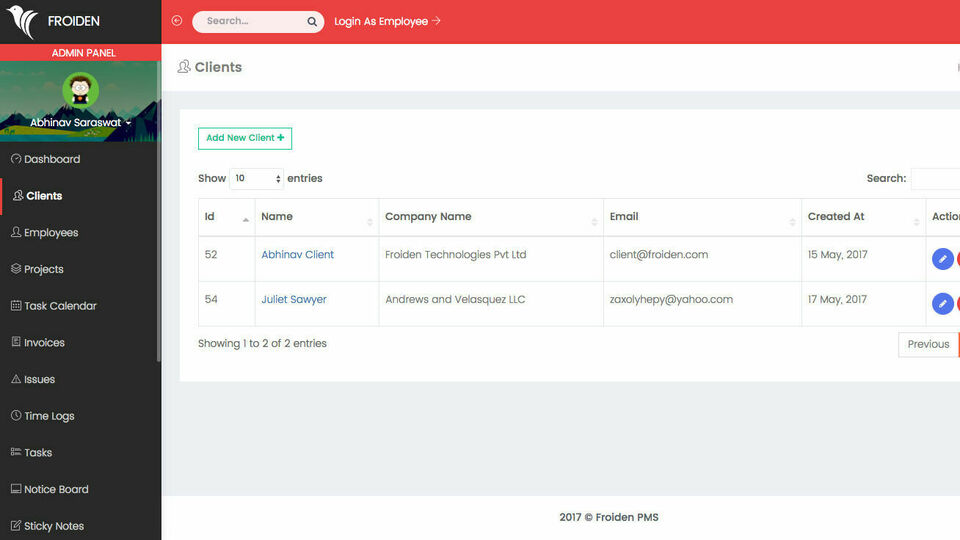 FROIDEN
Search...
Login As Employee
ADMIN PANEL
Abhinav Saraswat
Dashboard
Clients
Employees
Projects
Task Calendar
Invoices
Issues
Time Logs
Tasks
Notice Board
Sticky Notes
Clients
Add New Client +
Show 10 entries
Search:
Id Name Company Name Email Created At Actio
52 Abhinav Client Froiden Technologies Pvt Ltd client@froiden.com 15 May, 2017
54 Juliet Sawyer Andrews and Velasquez LLC zaxolyhepy@yahoo.com 17 May, 2017
Showing 1 to 2 of 2 entries
Previous
2017 © Froiden PMS